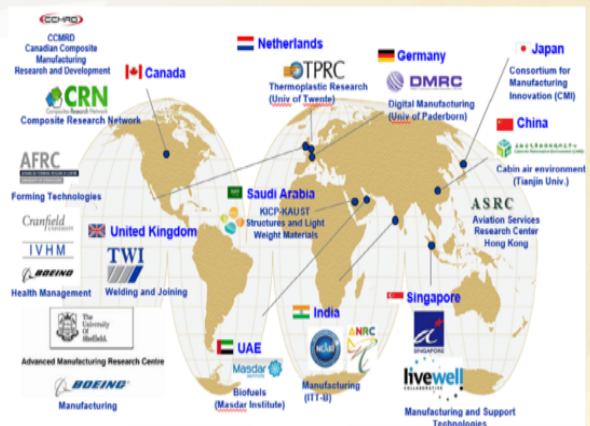 CCMRD
CCMRD
Canadian Composite
Manufacturing
Research and Development
Canada
CRN
Composite Research Network
Netherlands
TPRC
Thermoplastic Research
(Univ of Twente)
Germany
DMRC
Digital Manufacturing
(Univ of Paderborn)
Japan
Consortium for
Manufacturing
Innovation (CMI)
China
Cabin air environment
(Tianjin Univ.)
ASRC
Aviation Services
Research Center
Hong Kong
AFRC
Forming Technologies
Cranfield
UNIVERSITY
IVHM
BOEING
Health Management
United Kingdom
TWI
Welding and Joining
The
University
Of
Sheffield.
Advanced Manufacturing Research Centre
BOEING
Manufacturing
Saudi Arabia
KICP-KAUST
Structures and Light
Weight Materials
UAE
Masdar
Biofuels
(Masdar Institute)
India
NCAIR
ANRC
Manufacturing
(ITT-B)
Singapore
SINGAPORE
livewell
COLLABORATIVE
Manufacturing and Support
Technologies